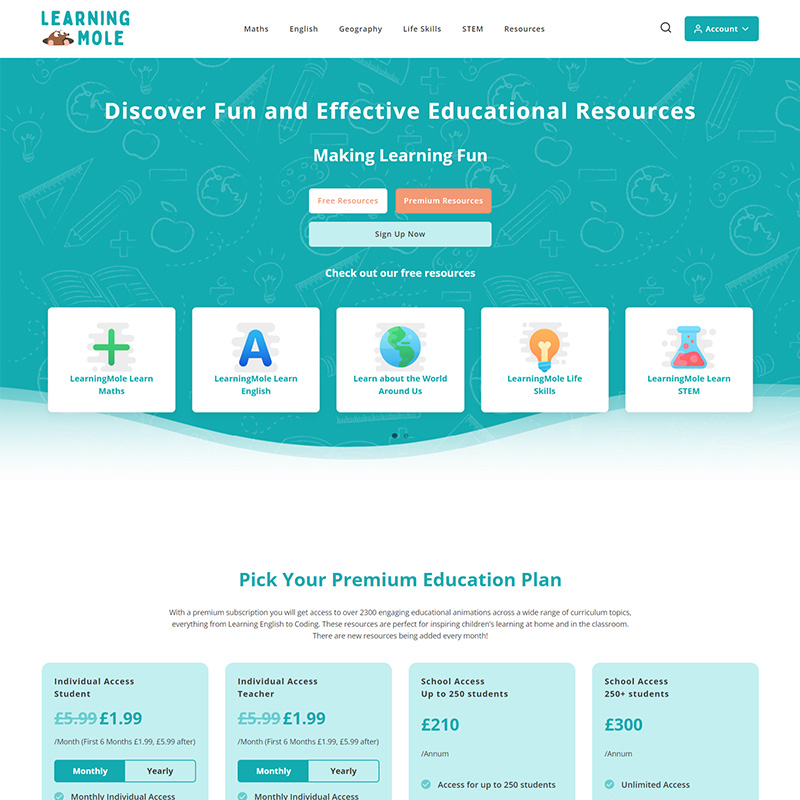 LEARNING
MOLE
Maths English Geography Life Skills STEM Resources
Account
Discover Fun and Effective Educational Resources
Making Learning Fun
Free Resources Premium Resources
Sign Up Now
Check out our free resources
LearningMole Learn
Maths
LearningMole Learn
English
Learn about the World
Around Us
LearningMole Life
Skills
LearningMole Learn
STEM
Pick Your Premium Education Plan
With a premium subscription you will get access to over 2300 engaging educational animations across a wide range of curriculum topics,
everything from Learning English to Coding. These resources are perfect for inspiring children's learning at home and in the classroom.
There are new resources being added every month!
Individual Access
Student
£5.99 £1.99
/Month (First 6 Months £1.99, £5.99 after)
Monthly Yearly
Monthly Individual Access
Individual Access
Teacher
£5.99 £1.99
/Month (First 6 Months £1.99, £5.99 after)
Monthly Yearly
Monthly Individual Access
School Access
Up to 250 students
£210
/Annum
Access for up to 250 students
School Access
250+ students
£300
/Annum
Unlimited Access